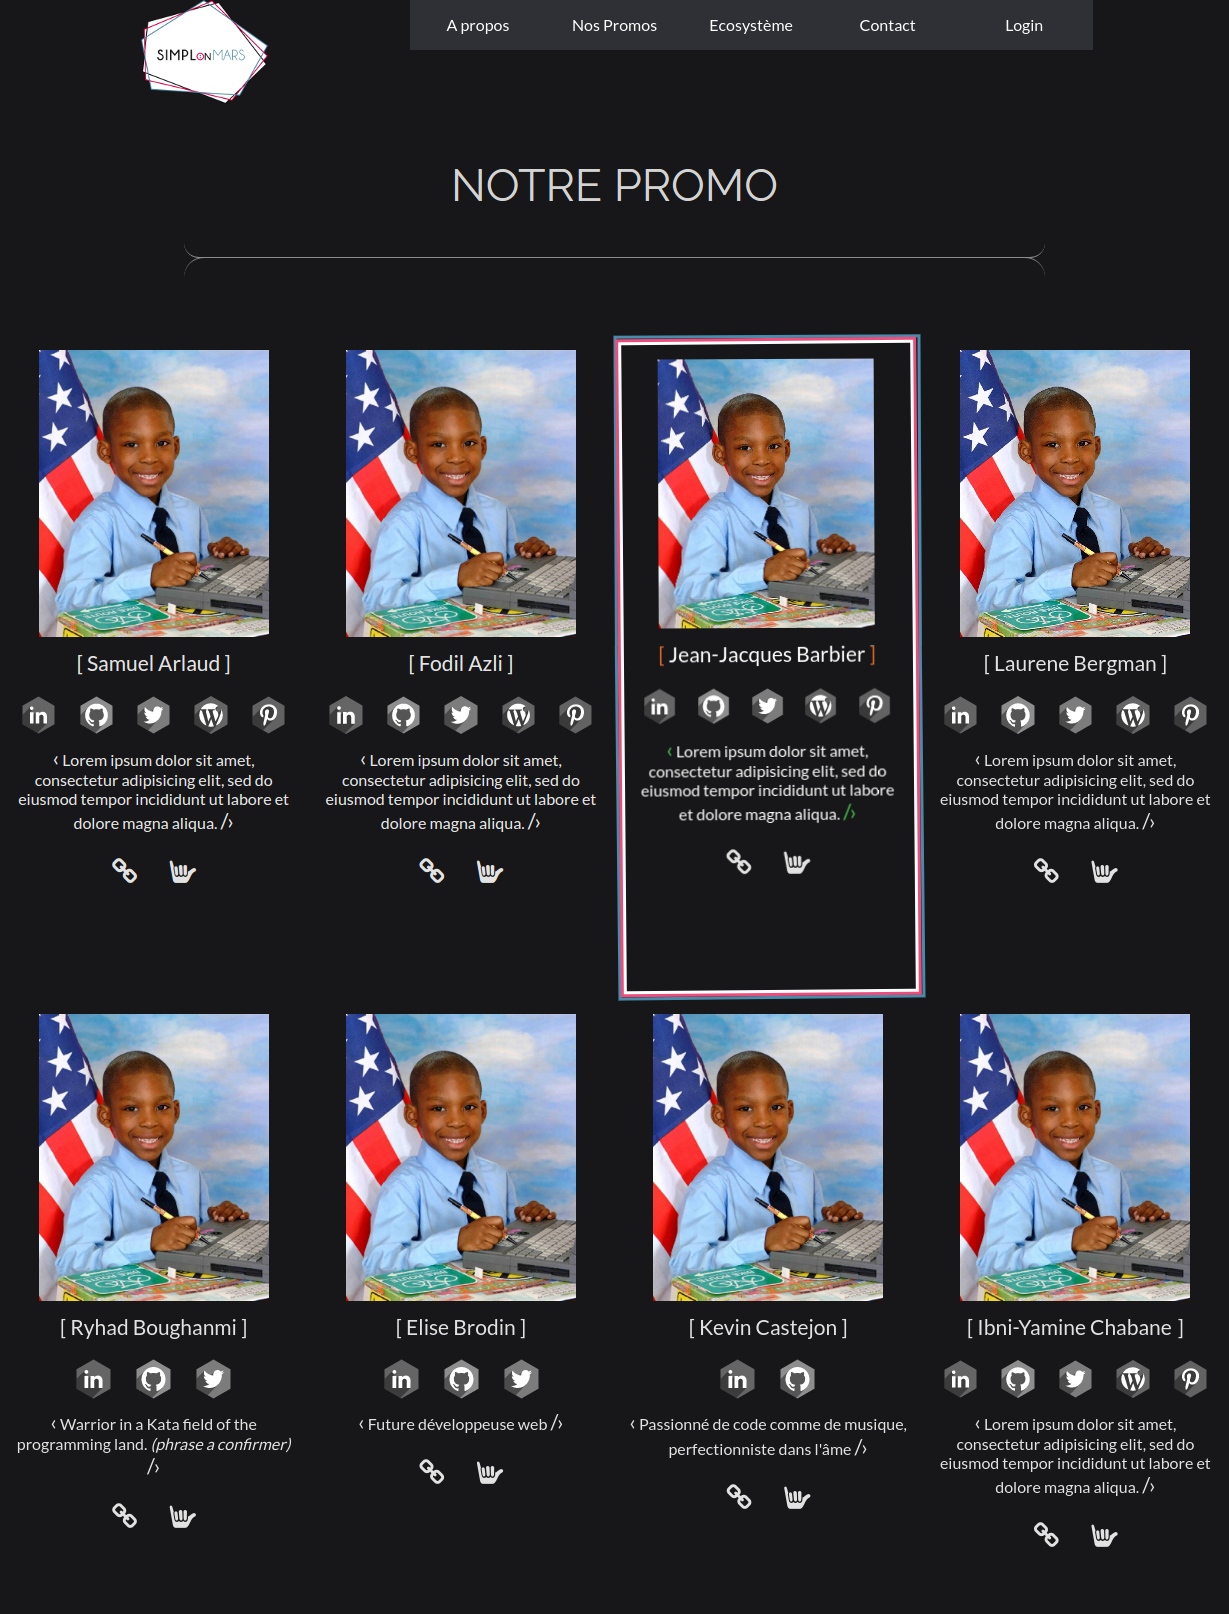 SIMPLonMARS
A propos Nos Promos Ecosystème Contact Login
NOTRE PROMO
[ Samuel Arlaud ]
‹ Lorem ipsum dolor sit amet,
consectetur adipisicing elit, sed do
eiusmod tempor incididunt ut labore et
dolore magna aliqua. /›
[ Fodil Azli ]
‹ Lorem ipsum dolor sit amet,
consectetur adipisicing elit, sed do
eiusmod tempor incididunt ut labore et
dolore magna aliqua. /›
[ Jean-Jacques Barbier ]
‹ Lorem ipsum dolor sit amet,
consectetur adipisicing elit, sed do
eiusmod tempor incididunt ut labore
et dolore magna aliqua. /›
[ Laurene Bergman ]
‹ Lorem ipsum dolor sit amet,
consectetur adipisicing elit, sed do
eiusmod tempor incididunt ut labore et
dolore magna aliqua. /›
[ Ryhad Boughanmi ]
‹ Warrior in a Kata field of the
programming land. (phrase a confirmer)
/›
[ Elise Brodin ]
‹ Future développeuse web /›
[ Kevin Castejon ]
‹ Passionné de code comme de musique,
perfectionniste dans l'âme /›
[ Ibni-Yamine Chabane ]
‹ Lorem ipsum dolor sit amet,
consectetur adipisicing elit, sed do
eiusmod tempor incididunt ut labore et
dolore magna aliqua. /›